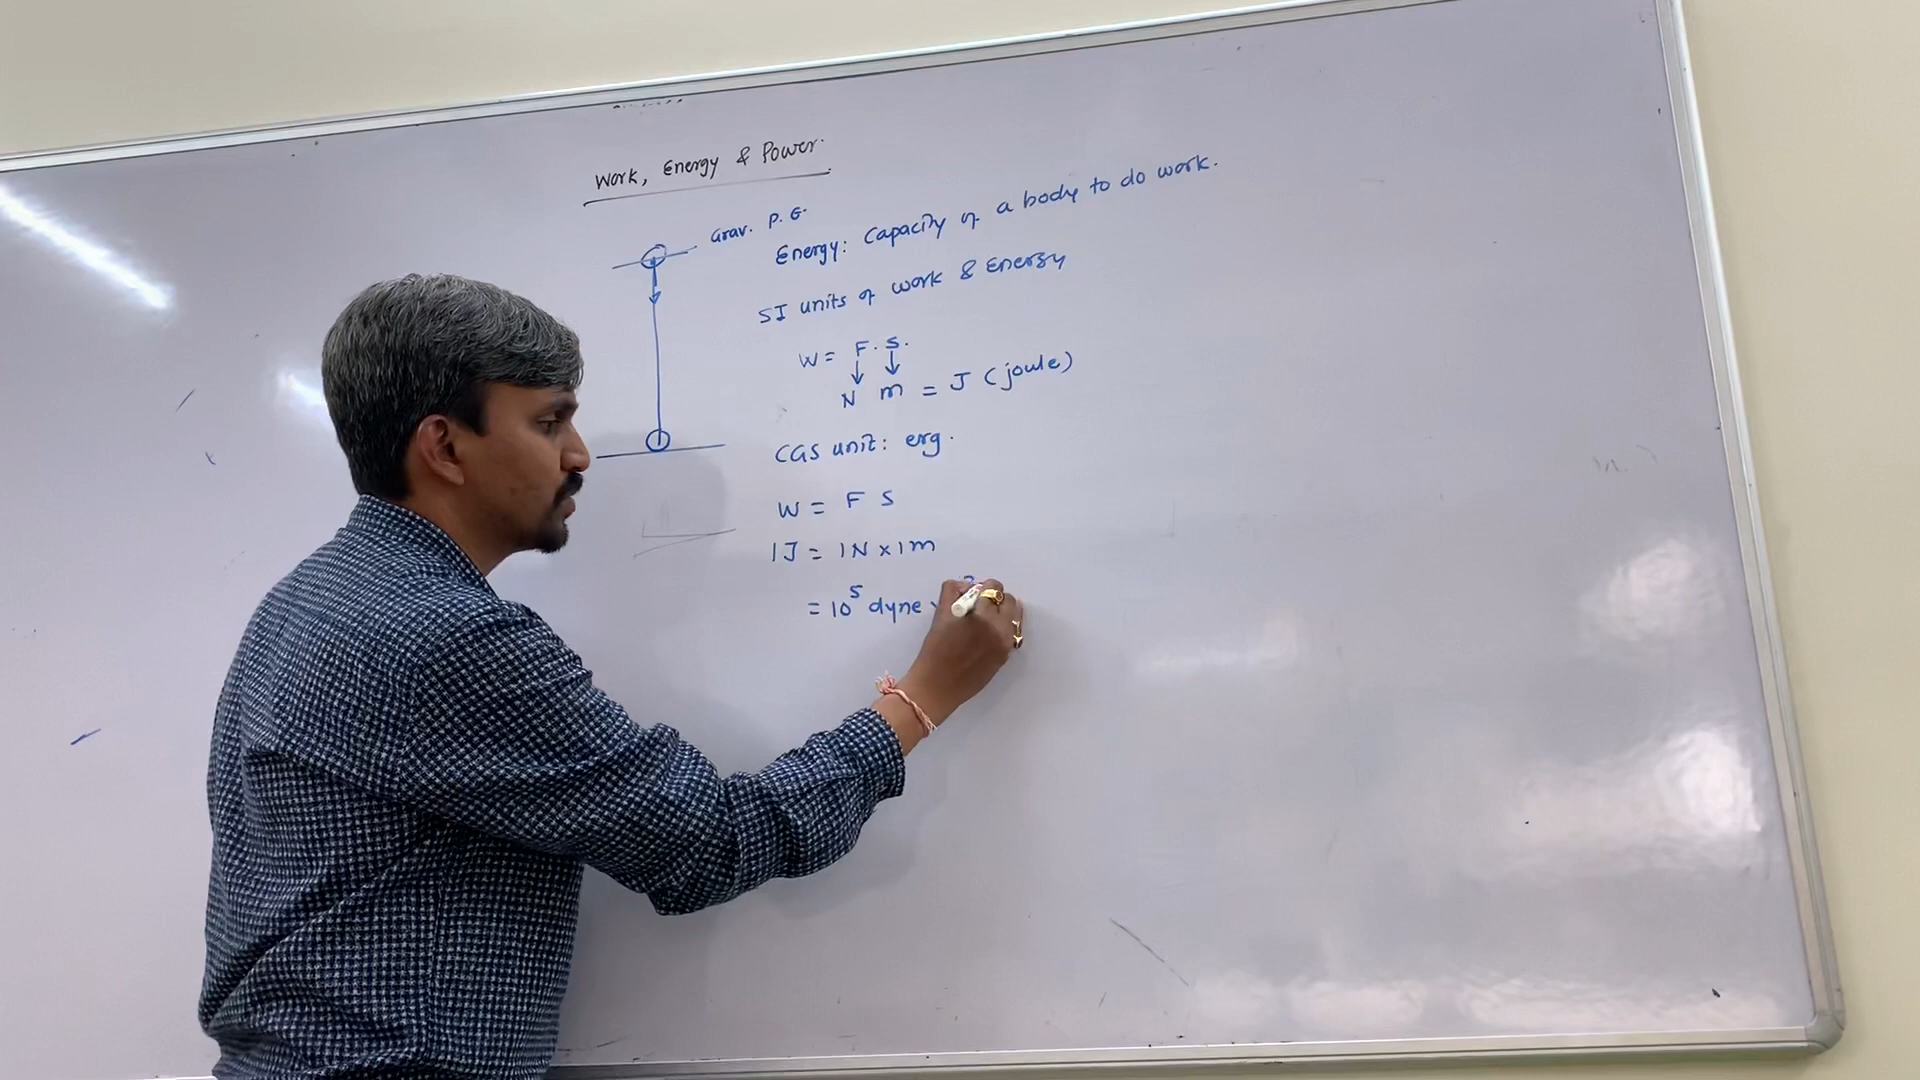 Work, Energy & Power.
Grav. P.E.
Energy: Capacity of a body to do work.
SI units of work & Energy
W = F. S.
↓ ↓
N m = J (joule)
CGS unit: erg.
W = F S
1J = 1N x 1m
= 10⁵ dyne